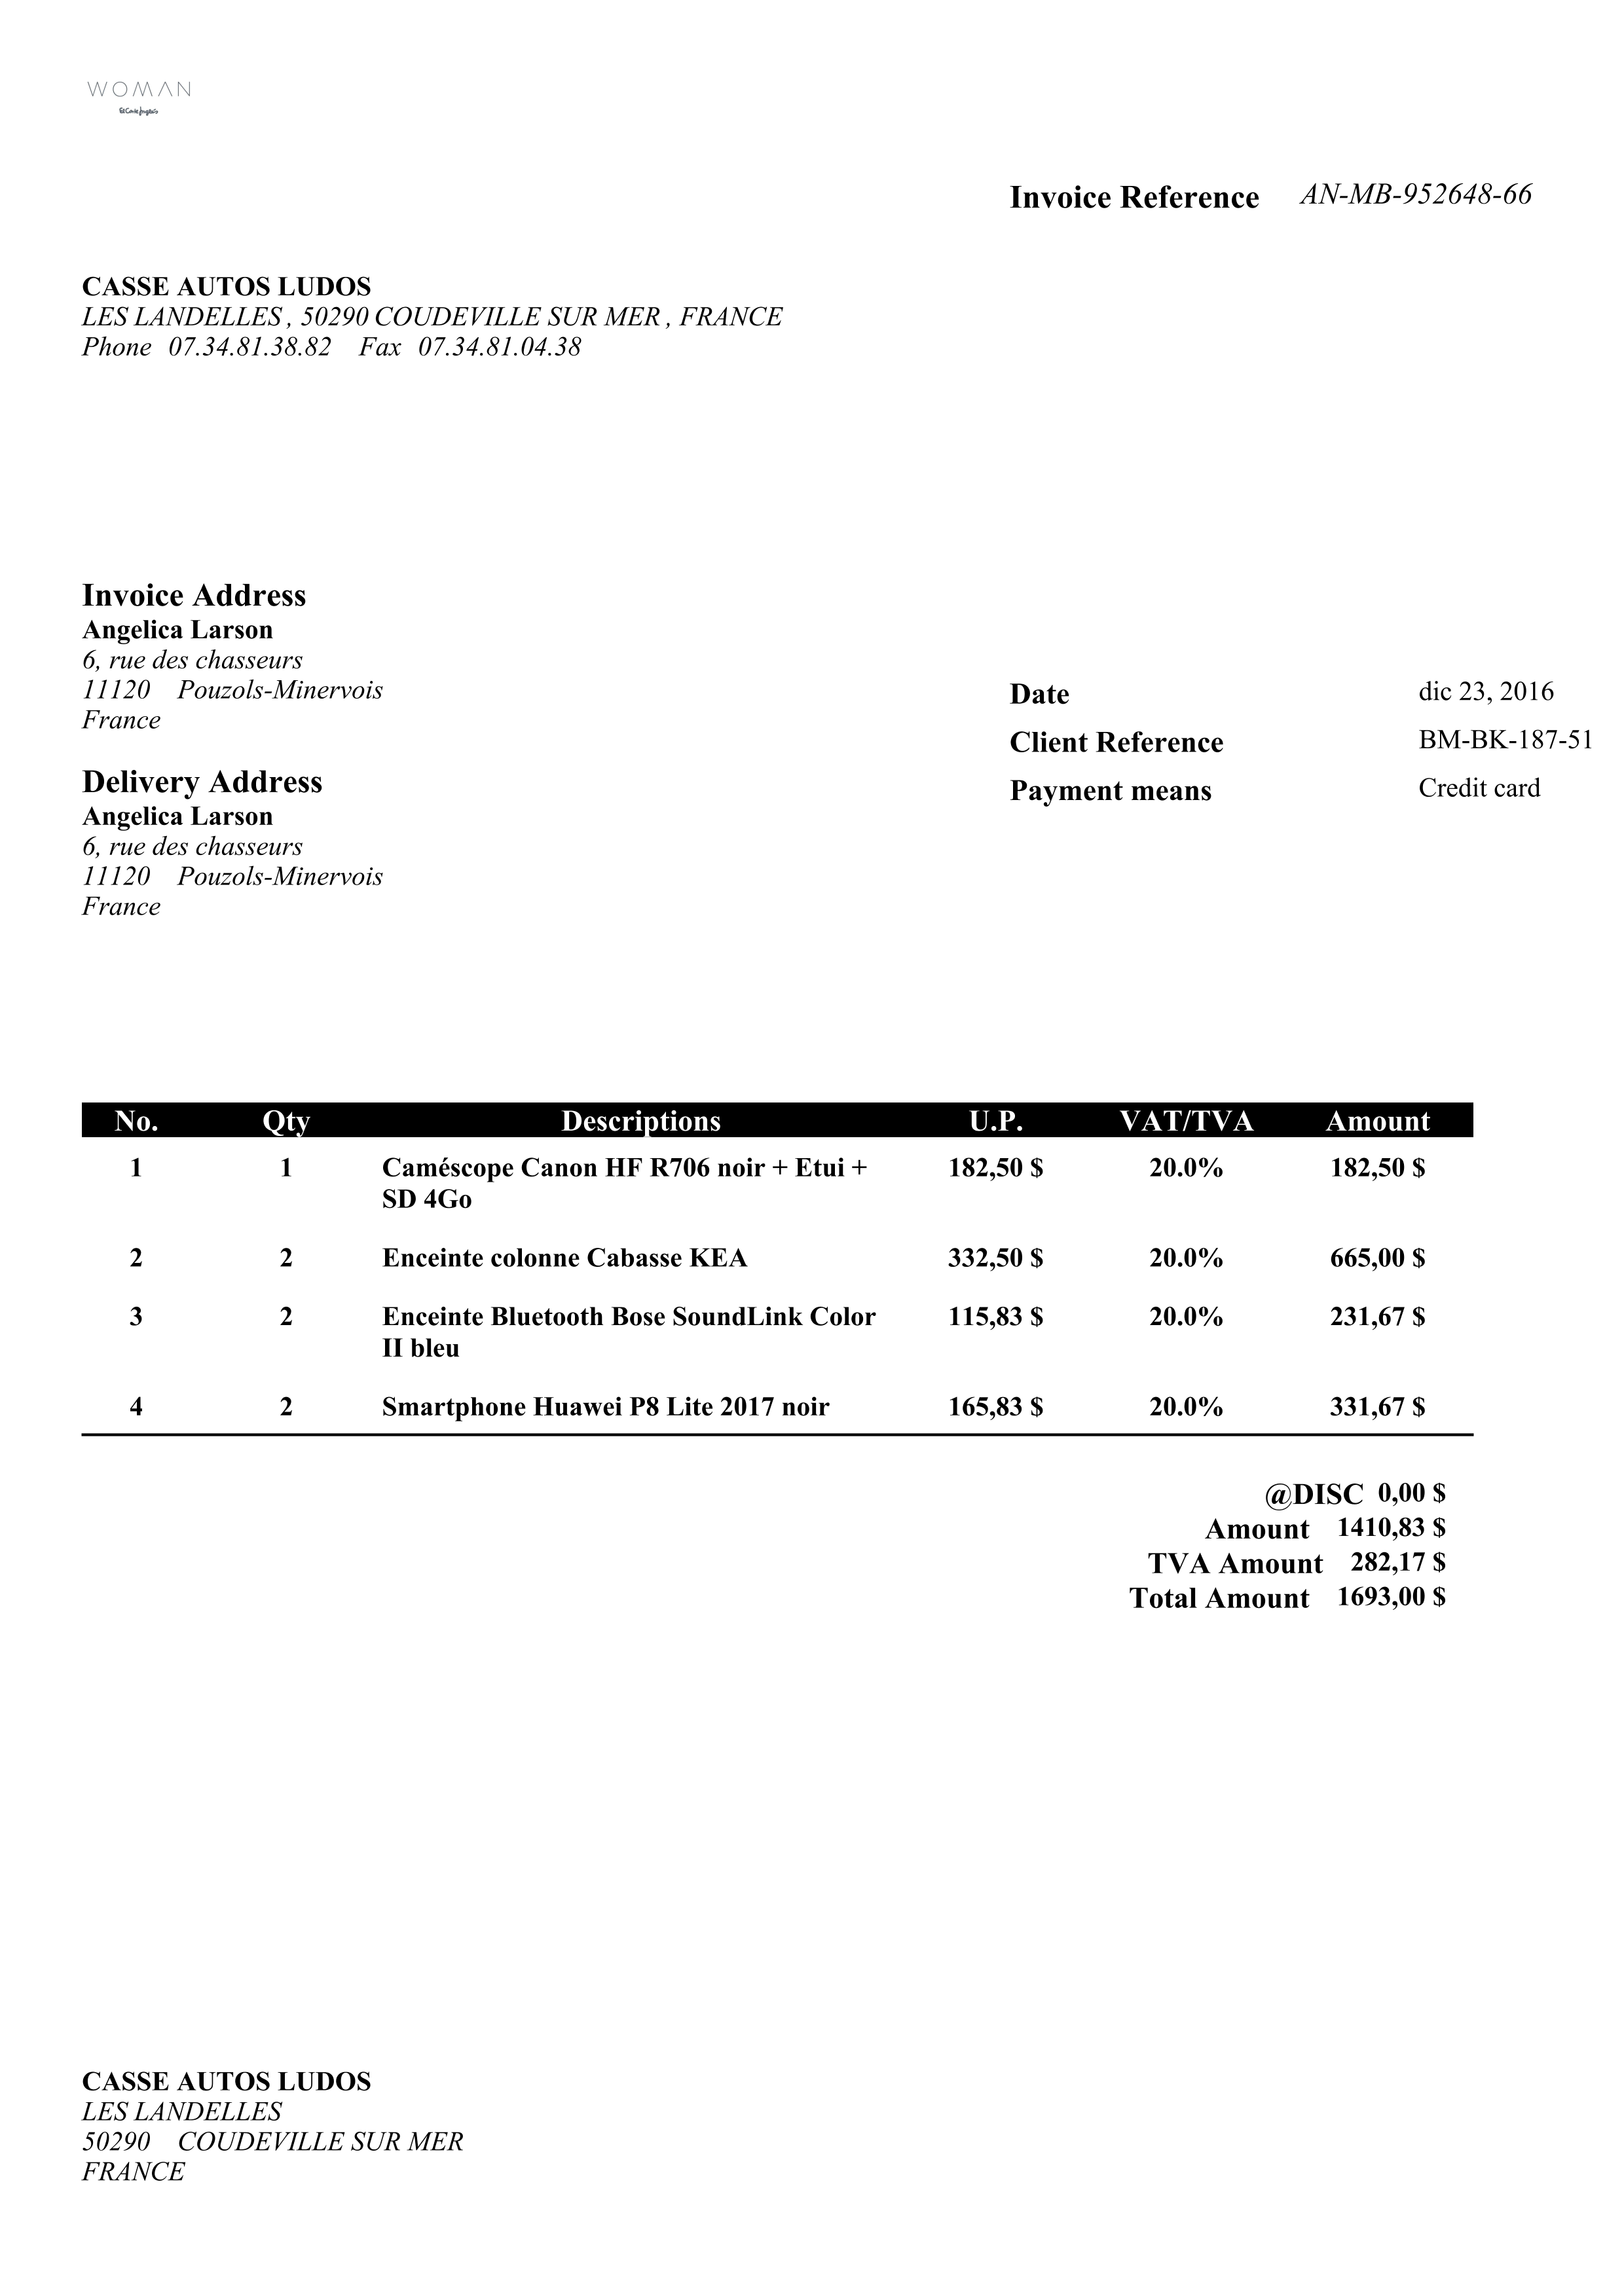 WOMAN
El Corte Inglés
Invoice Reference AN-MB-952648-66
CASSE AUTOS LUDOS
LES LANDELLES , 50290 COUDEVILLE SUR MER , FRANCE
Phone 07.34.81.38.82 Fax 07.34.81.04.38
Invoice Address
Angelica Larson
6, rue des chasseurs
11120 Pouzols-Minervois
France
Date dic 23, 2016
Client Reference BM-BK-187-51
Payment means Credit card
Delivery Address
Angelica Larson
6, rue des chasseurs
11120 Pouzols-Minervois
France
No. Qty Descriptions U.P. VAT/TVA Amount
1 1 Caméscope Canon HF R706 noir + Etui + 182,50 $ 20.0% 182,50 $
SD 4Go
2 2 Enceinte colonne Cabasse KEA 332,50 $ 20.0% 665,00 $
3 2 Enceinte Bluetooth Bose SoundLink Color 115,83 $ 20.0% 231,67 $
II bleu
4 2 Smartphone Huawei P8 Lite 2017 noir 165,83 $ 20.0% 331,67 $
@DISC 0,00 $
Amount 1410,83 $
TVA Amount 282,17 $
Total Amount 1693,00 $
CASSE AUTOS LUDOS
LES LANDELLES
50290 COUDEVILLE SUR MER
FRANCE